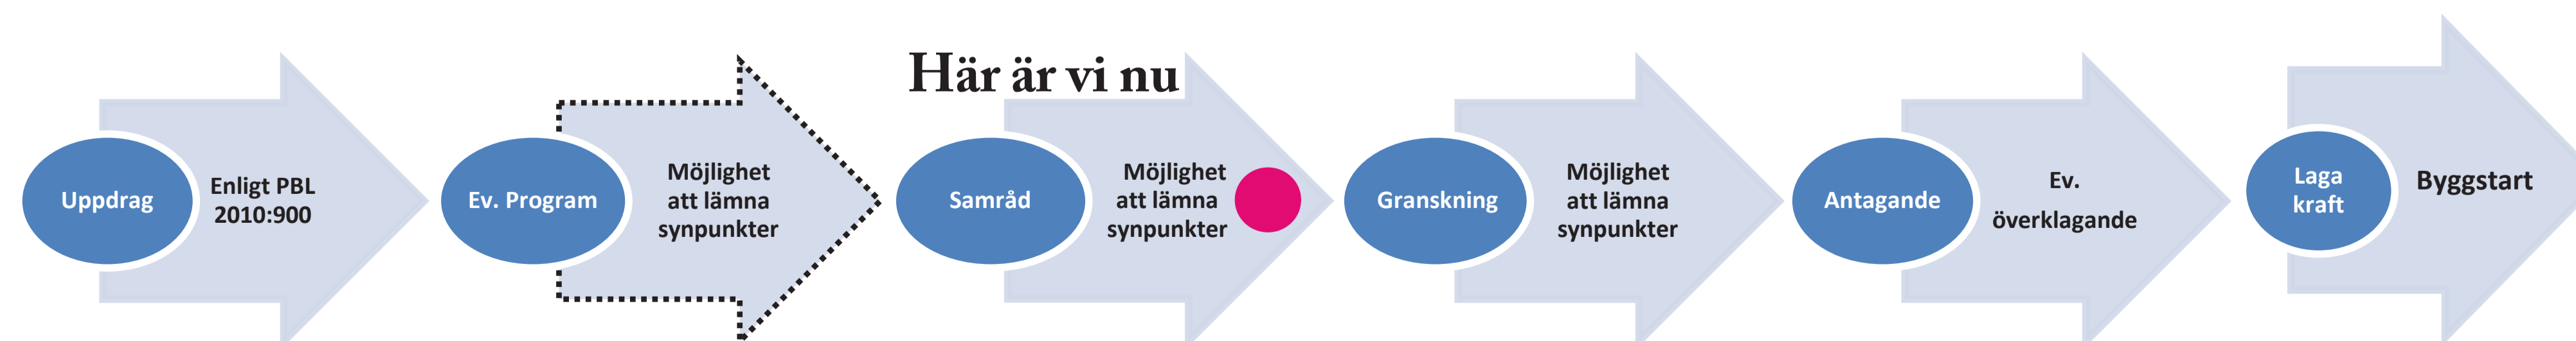 Här är vi nu
Uppdrag
Enligt PBL
2010:900
Ev. Program
Möjlighet
att lämna
synpunkter
Samråd
Möjlighet
att lämna
synpunkter
Granskning
Möjlighet
att lämna
synpunkter
Antagande
Ev.
överklagande
Laga
kraft
Byggstart